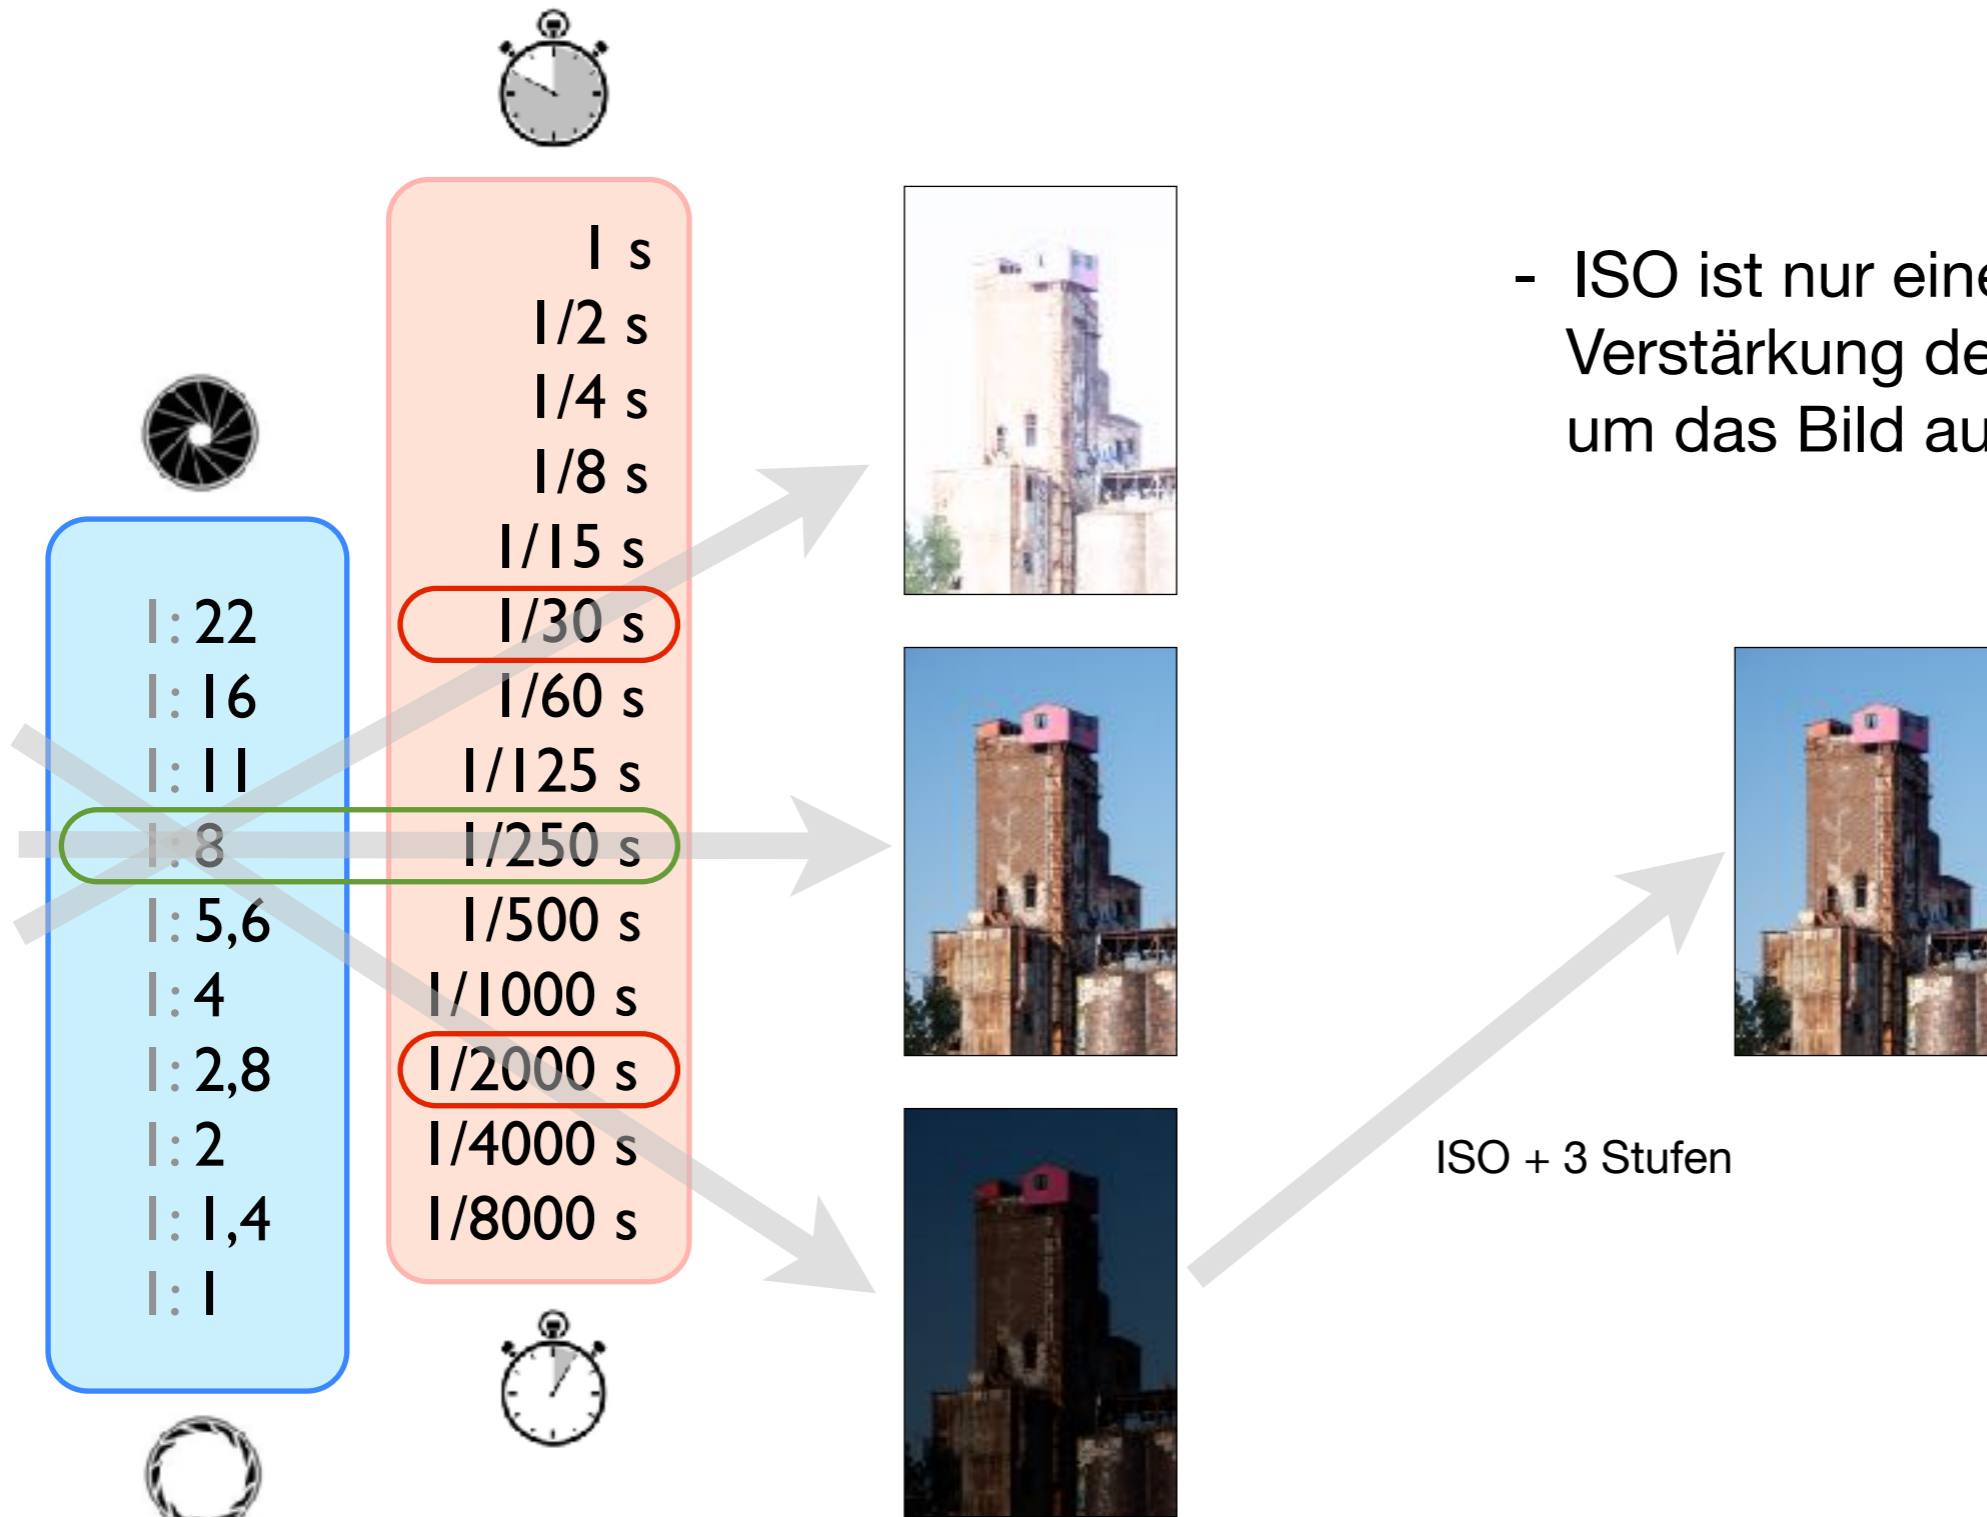 1 s
1/2 s
1/4 s
1/8 s
1/15 s
1/30 s
1/60 s
1/125 s
1/250 s
1/500 s
1/1000 s
1/2000 s
1/4000 s
1/8000 s
1: 22
1: 16
1: 11
1: 8
1: 5,6
1: 4
1: 2,8
1: 2
1: 1,4
1: 1
- ISO ist nur eine
Verstärkung de
um das Bild au
ISO + 3 Stufen